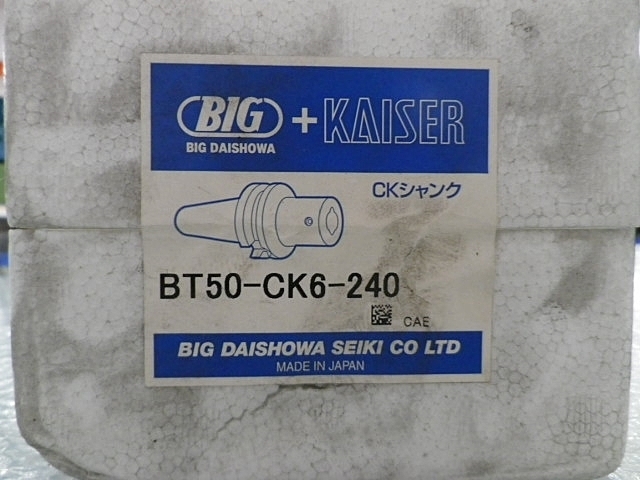 BIG + KAISER
BIG DAISHOWA
CKシャンク
BT50-CK6-240
CAE
BIG DAISHOWA SEIKI CO LTD
MADE IN JAPAN